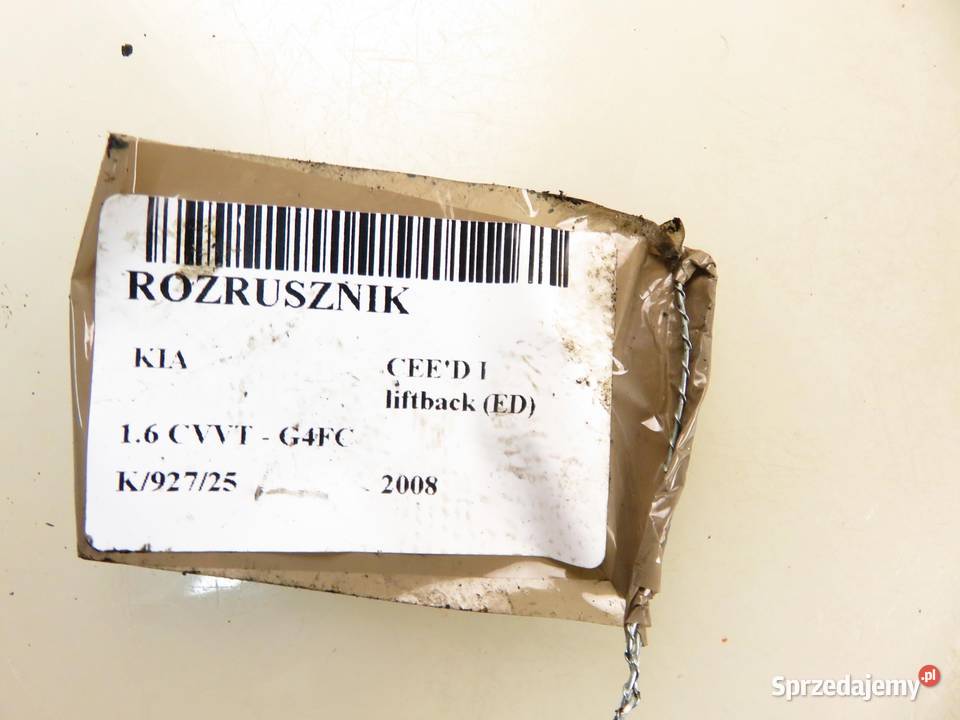 ROZRUSZNIK
KIA CEE'D I
liftback (ED)
1.6 CVVT - G4FC
K/927/25 2008
Sprzedajemy.pl